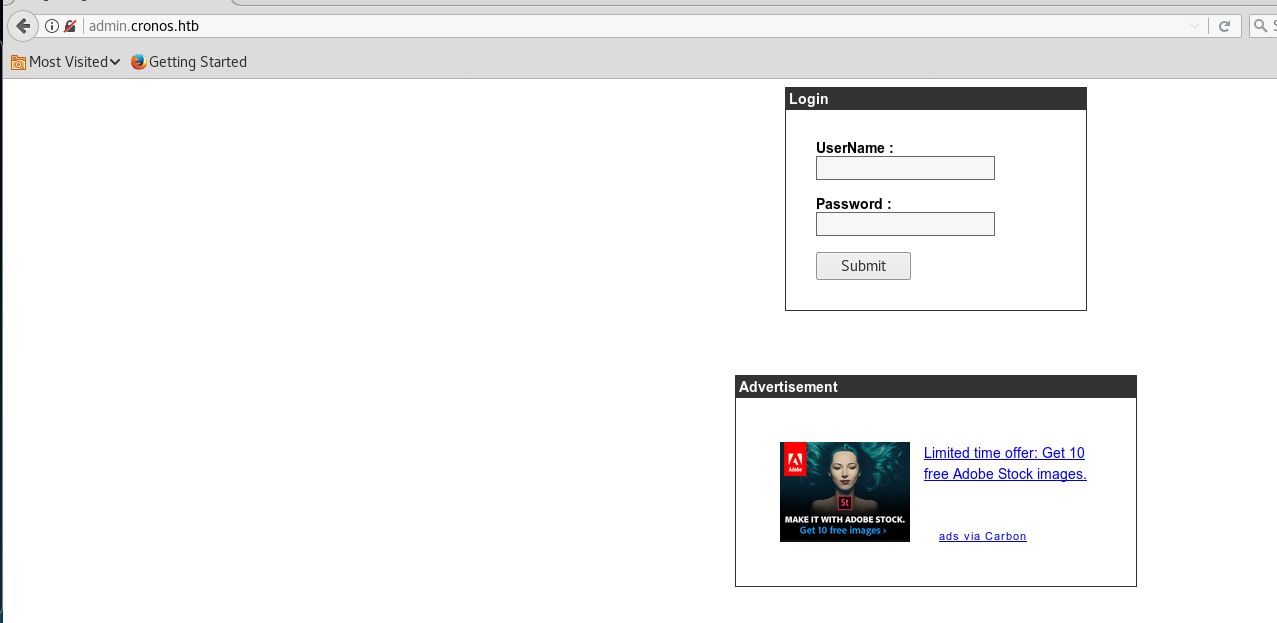 admin.cronos.htb
Most Visited Getting Started
Login
UserName :
Password :
Submit
Advertisement
Adobe
St
MAKE IT WITH ADOBE STOCK.
Get 10 free images ›
Limited time offer: Get 10
free Adobe Stock images.
ads via Carbon